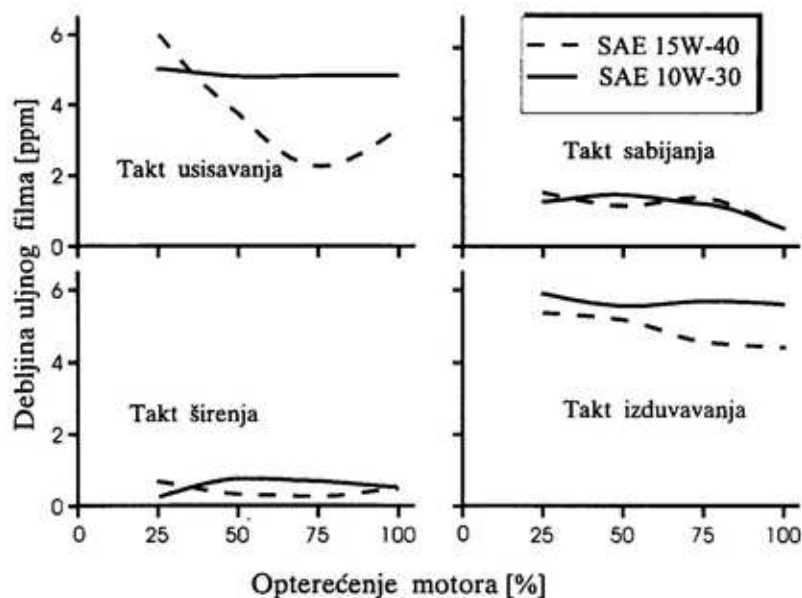 Debljina uljnog filma [ppm]
6
4
2
0
Takt usisavanja
SAE 15W-40
SAE 10W-30
Takt sabijanja
6
4
2
0
Takt širenja
Takt izduvavanja
0 25 50 75 100
0 25 50 75 100
Opterećenje motora [%]